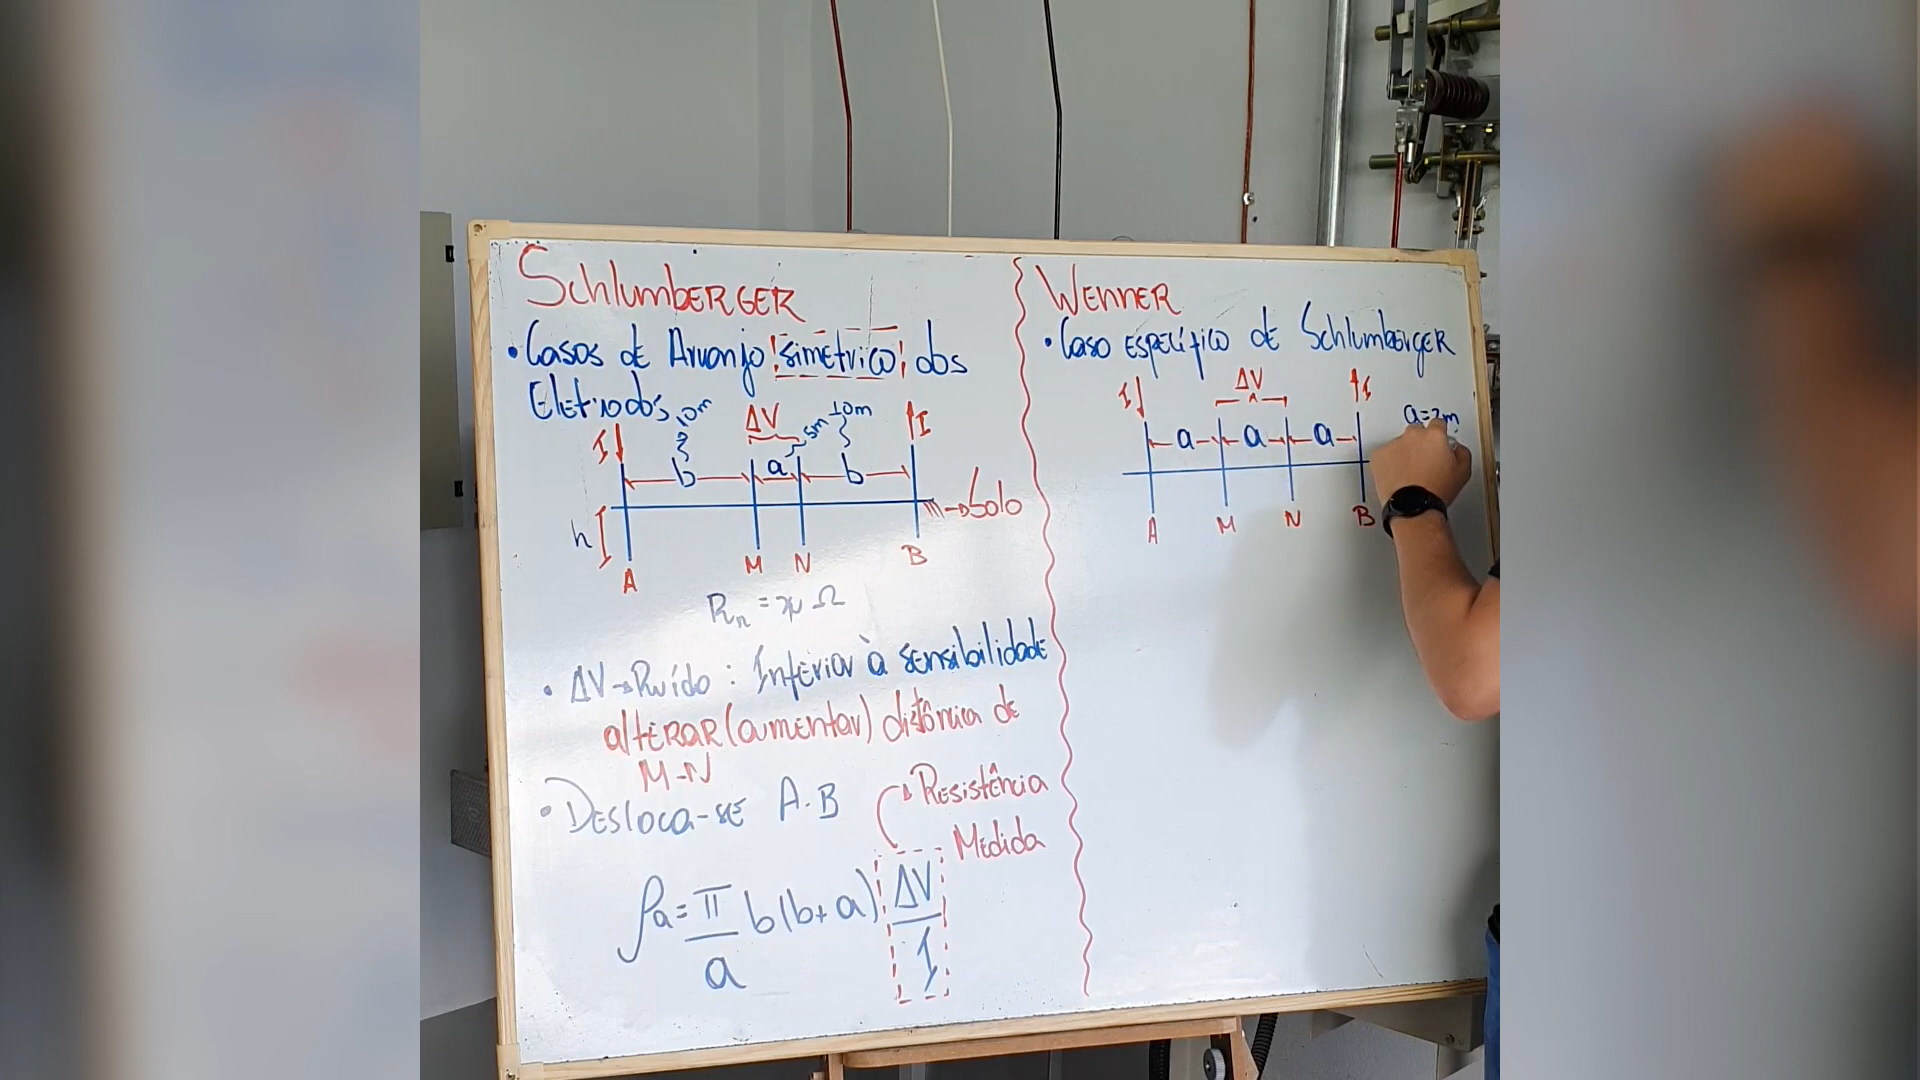 SchlumBERGER
• Casos dE Arranjo simétrico dos
Eletrodos
10m
ΔV
5m
10m
I
I
b
a
b
→Solo
h
A
M
N
B
Rn = Ω
• ΔV→Ruído : Inferior à sensibilidade
altERAR (aumentar) distância de
M-N
• DEsloca-sE A-B
Resistência
Medida
ρa = π/a b(b+a) ΔV/I
WENNER
• Caso EspEcífico dE SchlumbergER
I
ΔV
I
a
a
a
a=2m
A
M
N
B